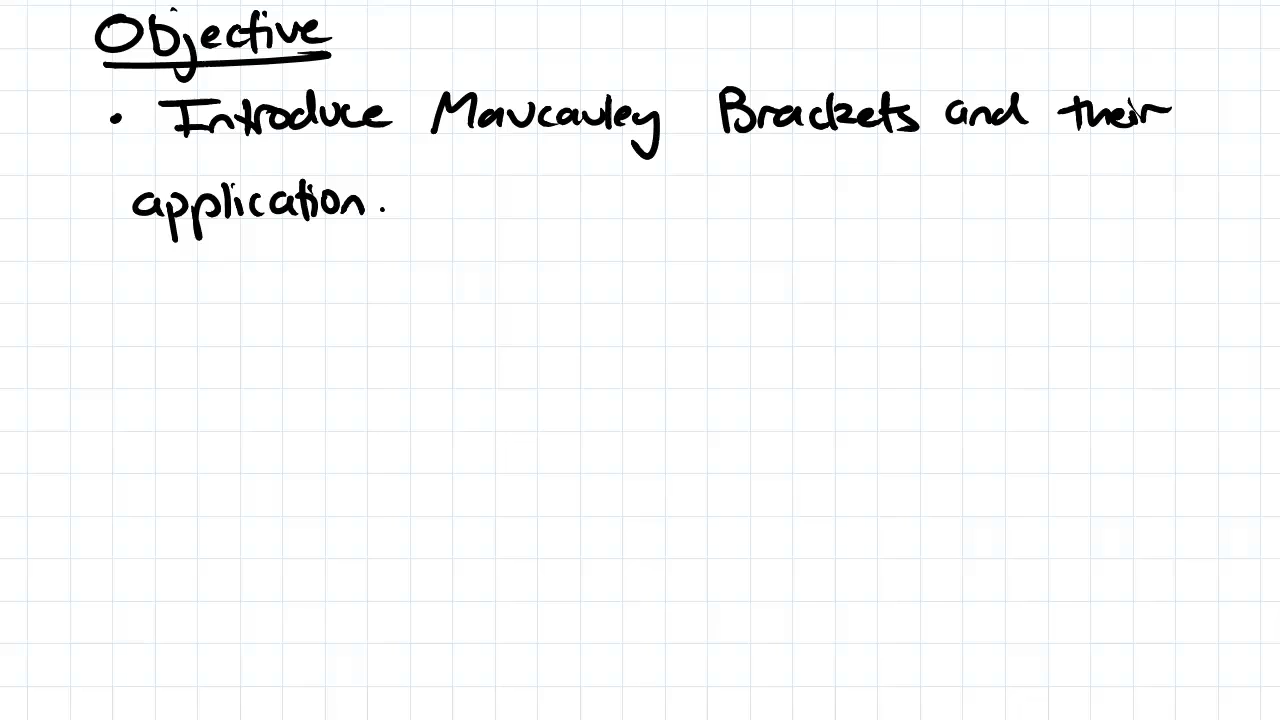 Objective
• Introduce Maucauley Brackets and their
application.